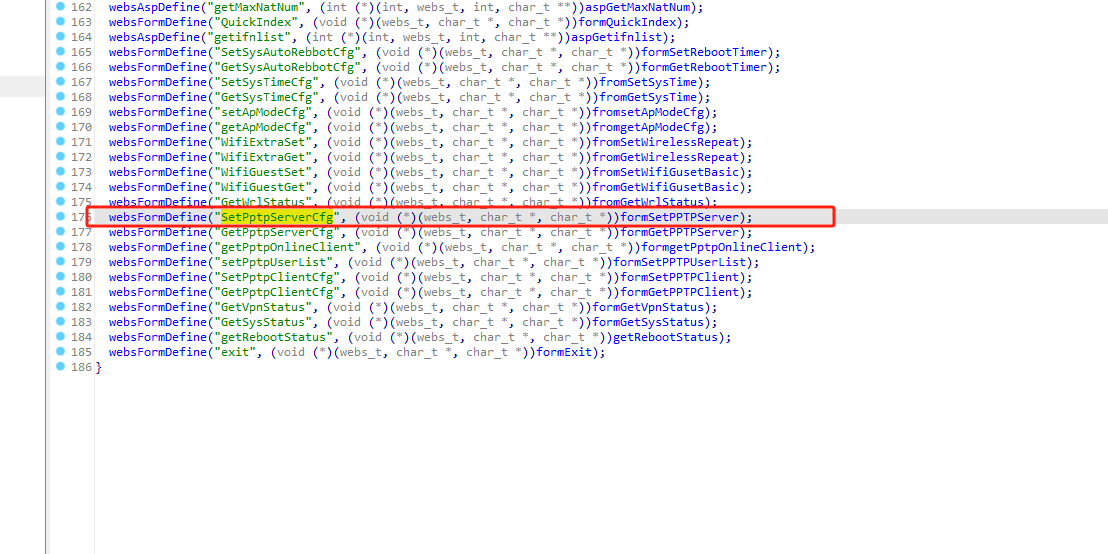 162 websAspDefine("getMaxNatNum", (int (*)(int, webs_t, int, char_t **))aspGetMaxNatNum);
163 websFormDefine("QuickIndex", (void (*)(webs_t, char_t *, char_t *))formQuickIndex);
164 websAspDefine("getifnlist", (int (*)(int, webs_t, int, char_t **))aspGetifnlist);
165 websFormDefine("SetSysAutoRebbotCfg", (void (*)(webs_t, char_t *, char_t *))formSetRebootTimer);
166 websFormDefine("GetSysAutoRebbotCfg", (void (*)(webs_t, char_t *, char_t *))formGetRebootTimer);
167 websFormDefine("SetSysTimeCfg", (void (*)(webs_t, char_t *, char_t *))fromSetSysTime);
168 websFormDefine("GetSysTimeCfg", (void (*)(webs_t, char_t *, char_t *))fromGetSysTime);
169 websFormDefine("setApModeCfg", (void (*)(webs_t, char_t *, char_t *))fromsetApModeCfg);
170 websFormDefine("getApModeCfg", (void (*)(webs_t, char_t *, char_t *))fromgetApModeCfg);
171 websFormDefine("WifiExtraSet", (void (*)(webs_t, char_t *, char_t *))fromSetWirelessRepeat);
172 websFormDefine("WifiExtraGet", (void (*)(webs_t, char_t *, char_t *))fromGetWirelessRepeat);
173 websFormDefine("WifiGuestSet", (void (*)(webs_t, char_t *, char_t *))fromSetWifiGusetBasic);
174 websFormDefine("WifiGuestGet", (void (*)(webs_t, char_t *, char_t *))fromGetWifiGusetBasic);
175 websFormDefine("GetWrlStatus", (void (*)(webs_t, char_t *, char_t *))fromGetWrlStatus);
176 websFormDefine("SetPptpServerCfg", (void (*)(webs_t, char_t *, char_t *))formSetPPTPServer);
177 websFormDefine("GetPptpServerCfg", (void (*)(webs_t, char_t *, char_t *))formGetPPTPServer);
178 websFormDefine("getPptpOnlineClient", (void (*)(webs_t, char_t *, char_t *))formgetPptpOnlineClient);
179 websFormDefine("setPptpUserList", (void (*)(webs_t, char_t *, char_t *))formSetPPTPUserList);
180 websFormDefine("SetPptpClientCfg", (void (*)(webs_t, char_t *, char_t *))formSetPPTPClient);
181 websFormDefine("GetPptpClientCfg", (void (*)(webs_t, char_t *, char_t *))formGetPPTPClient);
182 websFormDefine("GetVpnStatus", (void (*)(webs_t, char_t *, char_t *))formGetVpnStatus);
183 websFormDefine("GetSysStatus", (void (*)(webs_t, char_t *, char_t *))formGetSysStatus);
184 websFormDefine("getRebootStatus", (void (*)(webs_t, char_t *, char_t *))getRebootStatus);
185 websFormDefine("exit", (void (*)(webs_t, char_t *, char_t *))formExit);
186 }